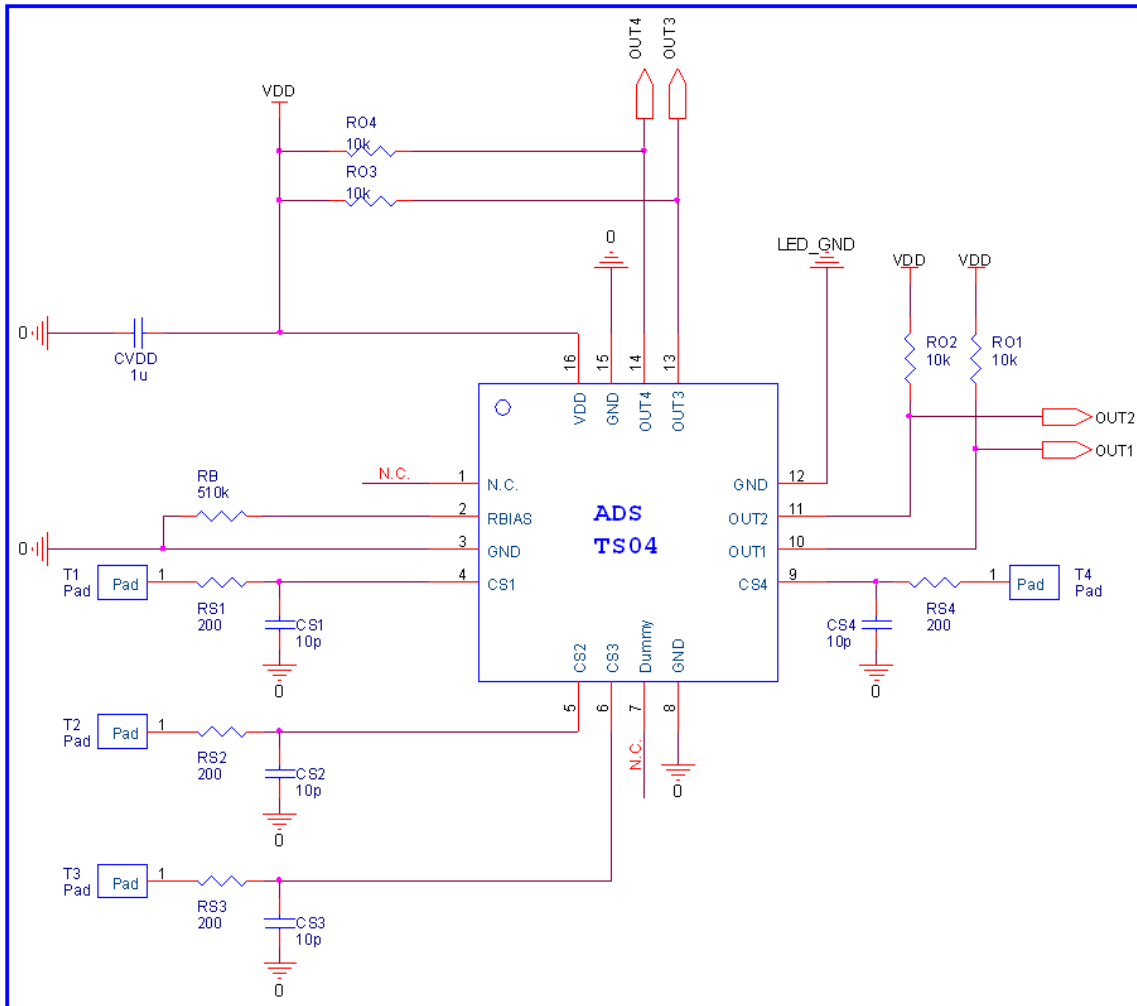 OUT4
OUT3
VDD
RO4
10k
RO3
10k
0
LED_GND
VDD
VDD
0
CVDD
1u
16
15
14
13
RO2
10k
RO1
10k
VDD
GND
OUT4
OUT3
OUT2
OUT1
N.C.
1
N.C.
GND
12
RB
510k
2
RBIAS
ADS
TS04
OUT2
11
0
3
GND
OUT1
10
T1
Pad
Pad
1
4
CS1
CS4
9
1
Pad
T4
Pad
RS1
200
CS1
10p
CS4
10p
RS4
200
0
CS2
CS3
Dummy
GND
0
5
6
7
8
T2
Pad
Pad
1
N.C.
RS2
200
CS2
10p
0
0
T3
Pad
Pad
1
RS3
200
CS3
10p
0